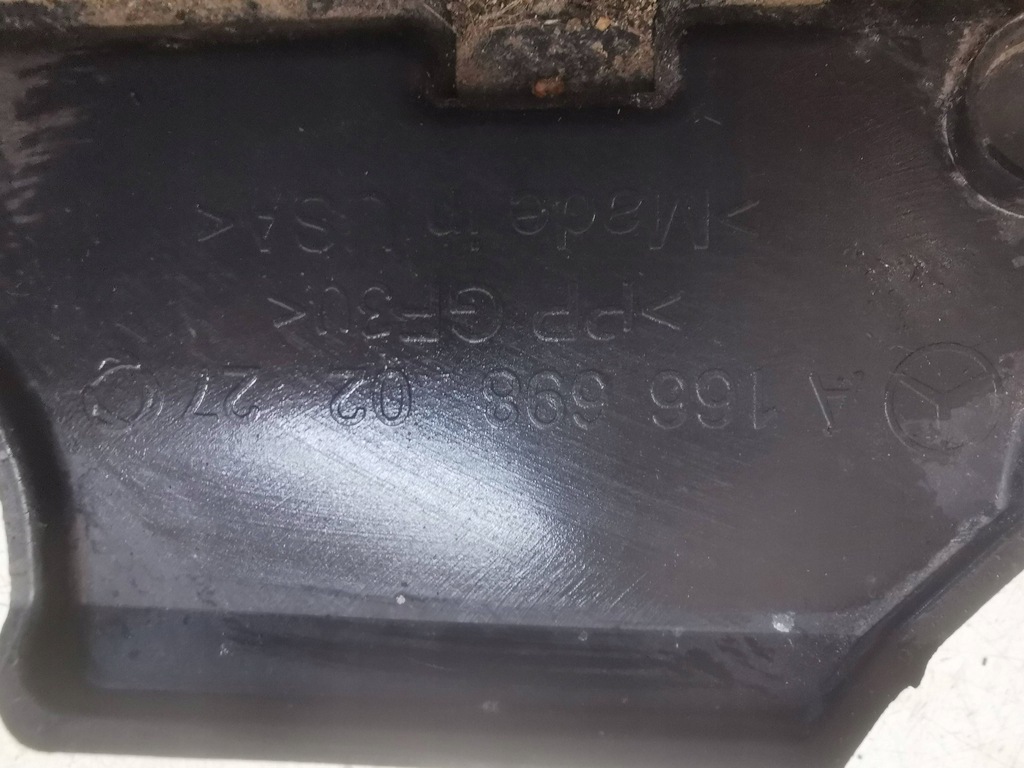 A 166 698 02 27
>PP GF30<
>Made in USA<